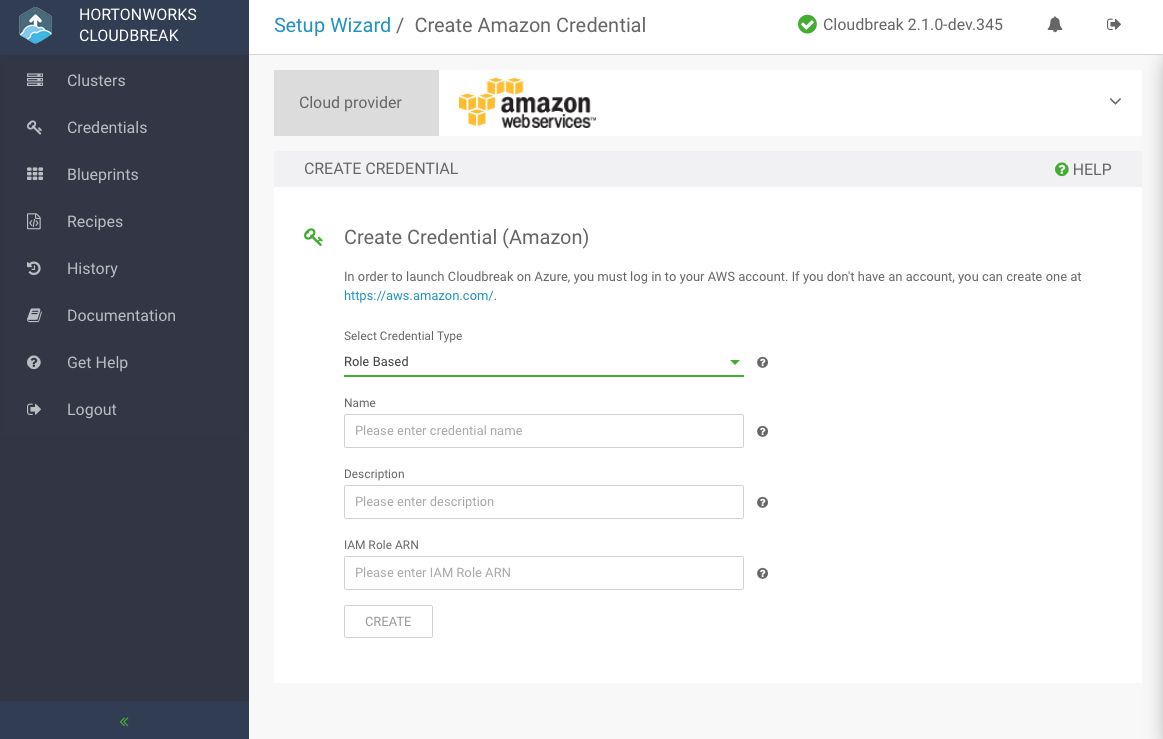 HORTONWORKS
CLOUDBREAK
Clusters
Credentials
Blueprints
Recipes
History
Documentation
Get Help
Logout
Setup Wizard / Create Amazon Credential
Cloudbreak 2.1.0-dev.345
Cloud provider
amazon
webservices™
CREATE CREDENTIAL
HELP
Create Credential (Amazon)
In order to launch Cloudbreak on Azure, you must log in to your AWS account. If you don't have an account, you can create one at
https://aws.amazon.com/.
Select Credential Type
Role Based
Name
Please enter credential name
Description
Please enter description
IAM Role ARN
Please enter IAM Role ARN
CREATE